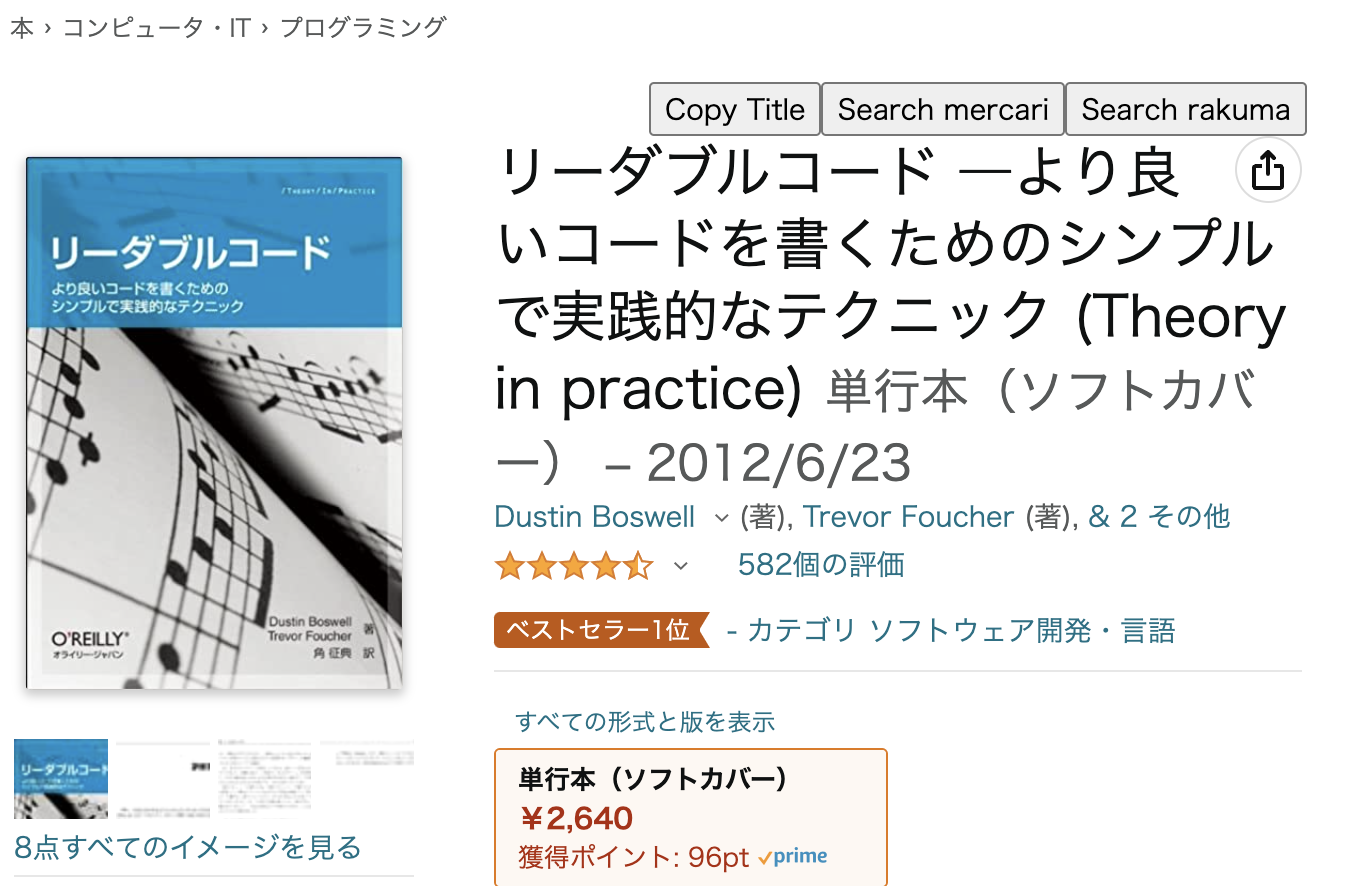 本 › コンピュータ・IT › プログラミング
Copy Title
Search mercari
Search rakuma
リーダブルコード ―より良
いコードを書くためのシンプル
で実践的なテクニック (Theory
in practice) 単行本（ソフトカバ
ー） – 2012/6/23
Dustin Boswell (著), Trevor Foucher (著), & 2 その他
582個の評価
ベストセラー1位 - カテゴリ ソフトウェア開発・言語
すべての形式と版を表示
単行本（ソフトカバー）
￥2,640
獲得ポイント: 96pt prime
/THEORY/IN/PRACTICE
リーダブルコード
より良いコードを書くための
シンプルで実践的なテクニック
Dustin Boswell
Trevor Foucher 著
角 征典 訳
O'REILLY®
オライリー・ジャパン
リーダブルコード
8点すべてのイメージを見る